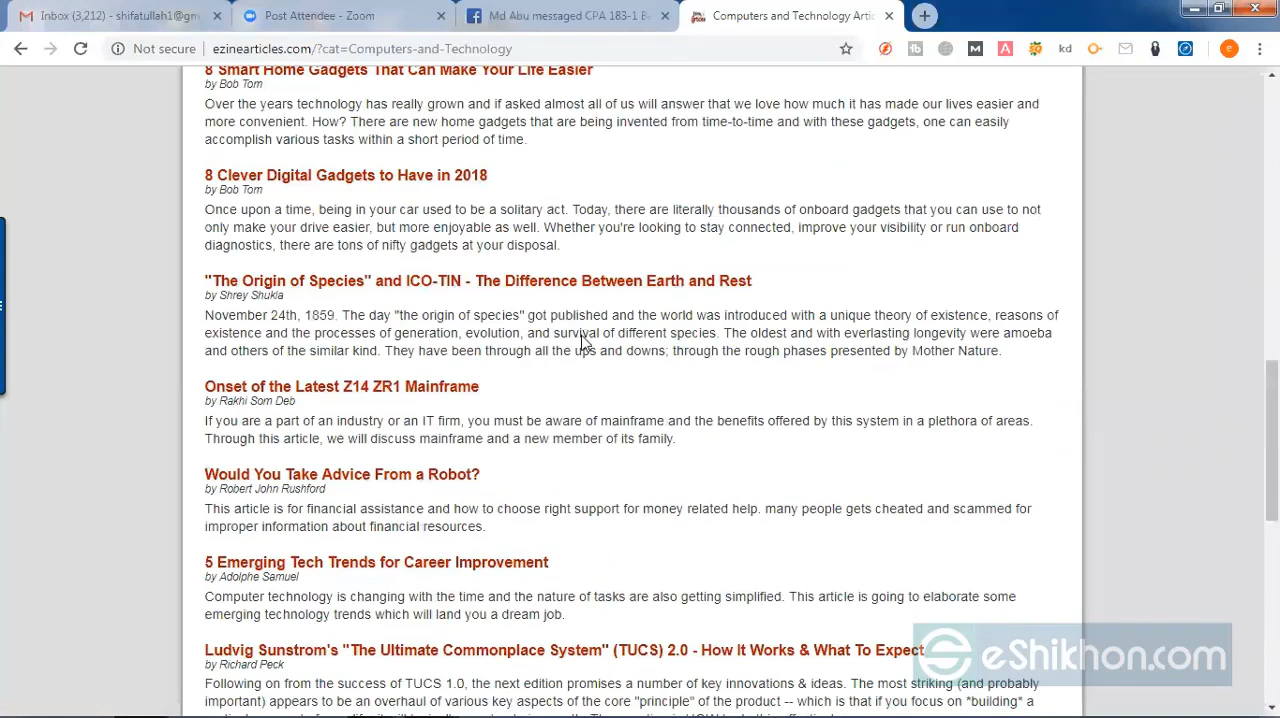 Inbox (3,212) - shifatullah1@gm
Post Attendee - Zoom
Md Abu messaged CPA 183-1 Be
Computers and Technology Artic
Not secure
ezinearticles.com/?cat=Computers-and-Technology
fb
M
A
kd
e
8 Smart Home Gadgets That Can Make Your Life Easier
by Bob Tom
Over the years technology has really grown and if asked almost all of us will answer that we love how much it has made our lives easier and
more convenient. How? There are new home gadgets that are being invented from time-to-time and with these gadgets, one can easily
accomplish various tasks within a short period of time.
8 Clever Digital Gadgets to Have in 2018
by Bob Tom
Once upon a time, being in your car used to be a solitary act. Today, there are literally thousands of onboard gadgets that you can use to not
only make your drive easier, but more enjoyable as well. Whether you're looking to stay connected, improve your visibility or run onboard
diagnostics, there are tons of nifty gadgets at your disposal.
"The Origin of Species" and ICO-TIN - The Difference Between Earth and Rest
by Shrey Shukla
November 24th, 1859. The day "the origin of species" got published and the world was introduced with a unique theory of existence, reasons of
existence and the processes of generation, evolution, and survival of different species. The oldest and with everlasting longevity were amoeba
and others of the similar kind. They have been through all the ups and downs; through the rough phases presented by Mother Nature.
Onset of the Latest Z14 ZR1 Mainframe
by Rakhi Som Deb
If you are a part of an industry or an IT firm, you must be aware of mainframe and the benefits offered by this system in a plethora of areas.
Through this article, we will discuss mainframe and a new member of its family.
Would You Take Advice From a Robot?
by Robert John Rushford
This article is for financial assistance and how to choose right support for money related help. many people gets cheated and scammed for
improper information about financial resources.
5 Emerging Tech Trends for Career Improvement
by Adolphe Samuel
Computer technology is changing with the time and the nature of tasks are also getting simplified. This article is going to elaborate some
emerging technology trends which will land you a dream job.
Ludvig Sunstrom's "The Ultimate Commonplace System" (TUCS) 2.0 - How It Works & What To Expect
by Richard Peck
Following on from the success of TUCS 1.0, the next edition promises a number of key innovations & ideas. The most striking (and probably
important) appears to be an overhaul of various key aspects of the core "principle" of the product -- which is that if you focus on *building* a
eShikhon.com